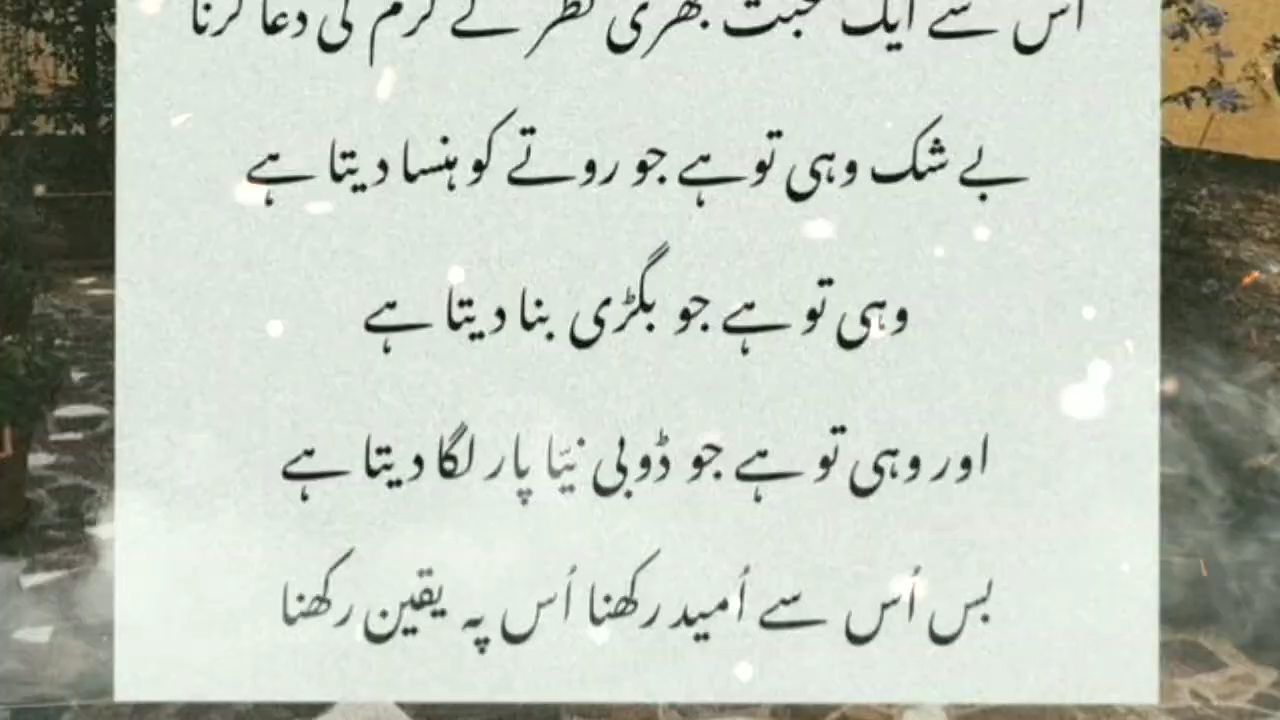 اس سے ایک محبت بھری نظر کے کرم کی دعا کرنا
بے شک وہی تو ہے جو روتے کو ہنسا دیتا ہے
وہی تو ہے جو بگڑی بنا دیتا ہے
اور وہی تو ہے جو ڈوبی نیّا پار لگا دیتا ہے
بس اُس سے اُمید رکھنا اُس پہ یقین رکھنا